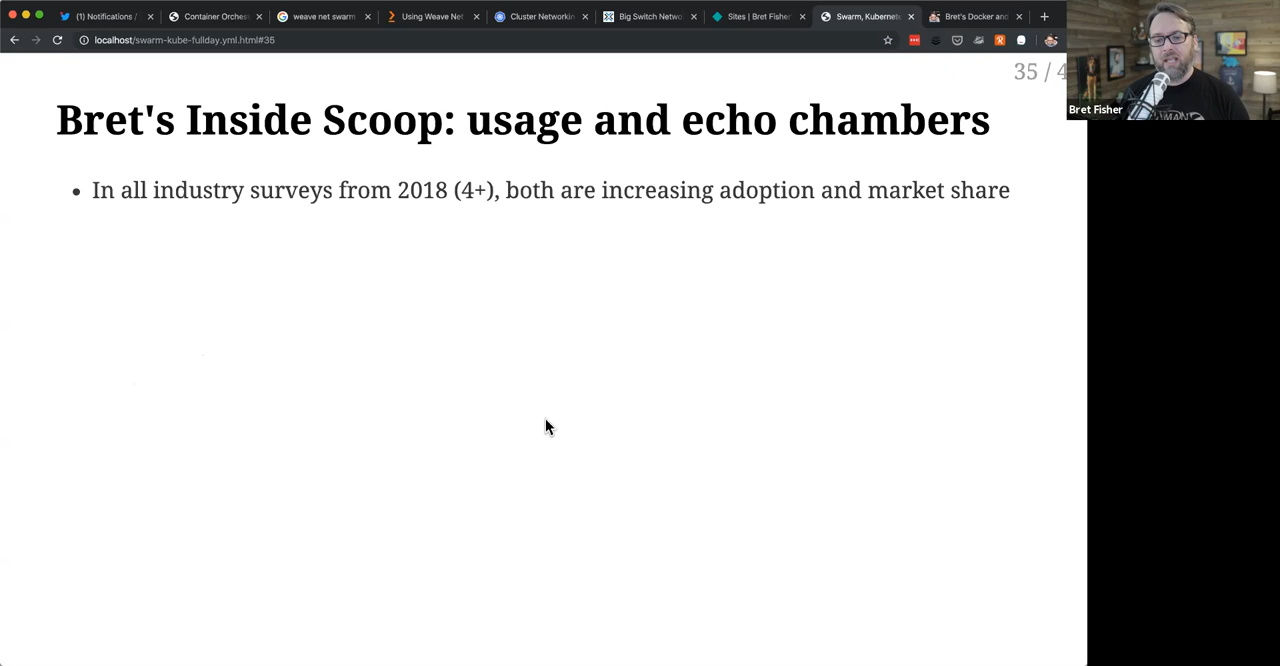 (1) Notifications /
Container Orches
weave net swarm
Using Weave Net
Cluster Networkin
Big Switch Netwo
Sites | Bret Fisher
Swarm, Kubernete
Bret's Docker and
localhost/swarm-kube-fullday.yml.html#35
35 / 4
Bret Fisher
Bret's Inside Scoop: usage and echo chambers
• In all industry surveys from 2018 (4+), both are increasing adoption and market share